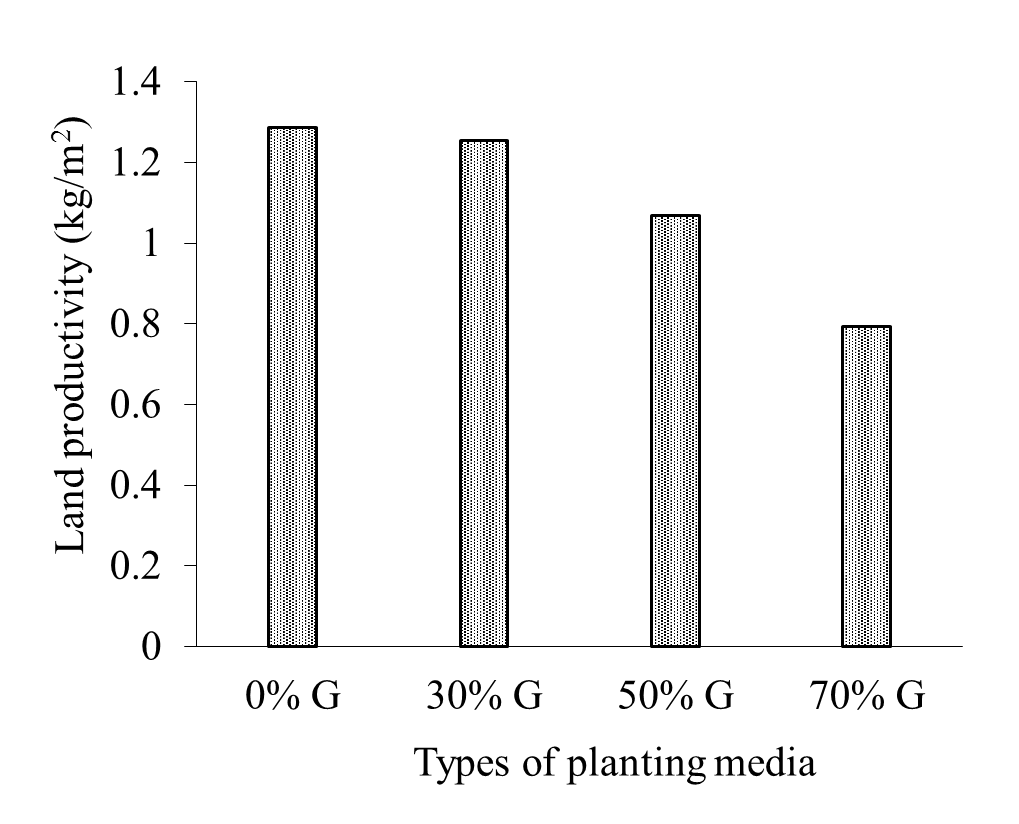 Land productivity (kg/m²)
1.4
1.2
1
0.8
0.6
0.4
0.2
0
0% G 30% G 50% G 70% G
Types of planting media